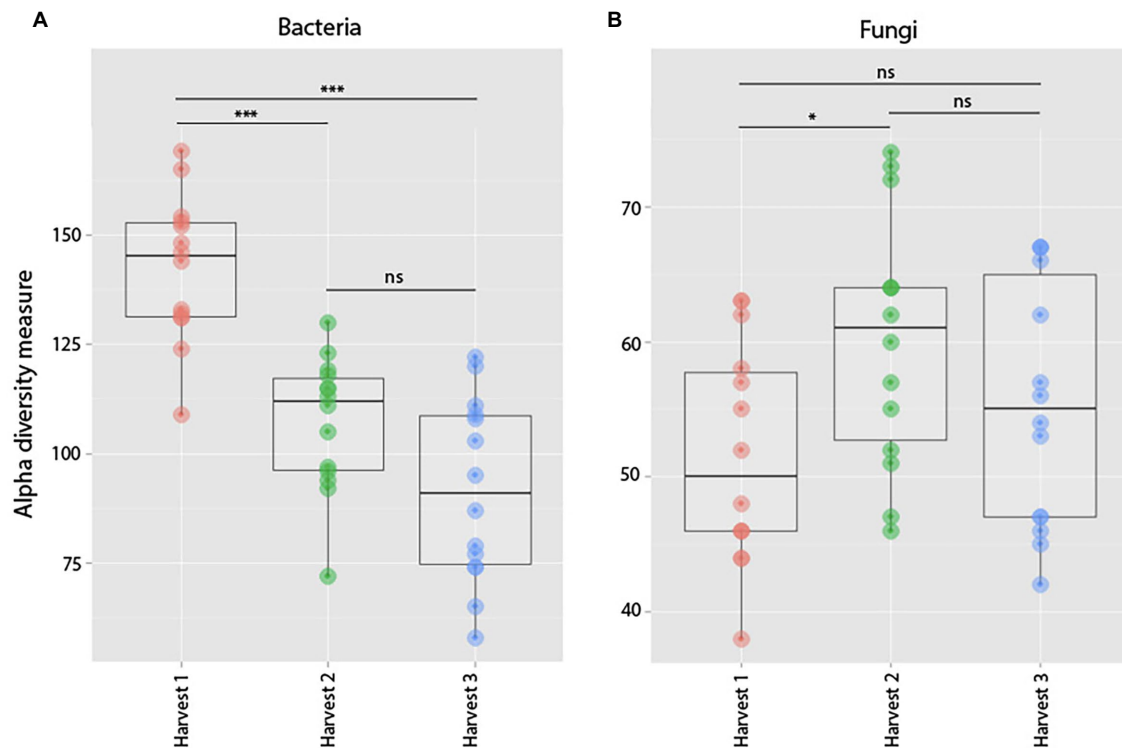 A
Bacteria
B
Fungi
***
***
ns
ns
ns
*
Alpha diversity measure
150
125
100
75
70
60
50
40
Harvest 1
Harvest 2
Harvest 3
Harvest 1
Harvest 2
Harvest 3